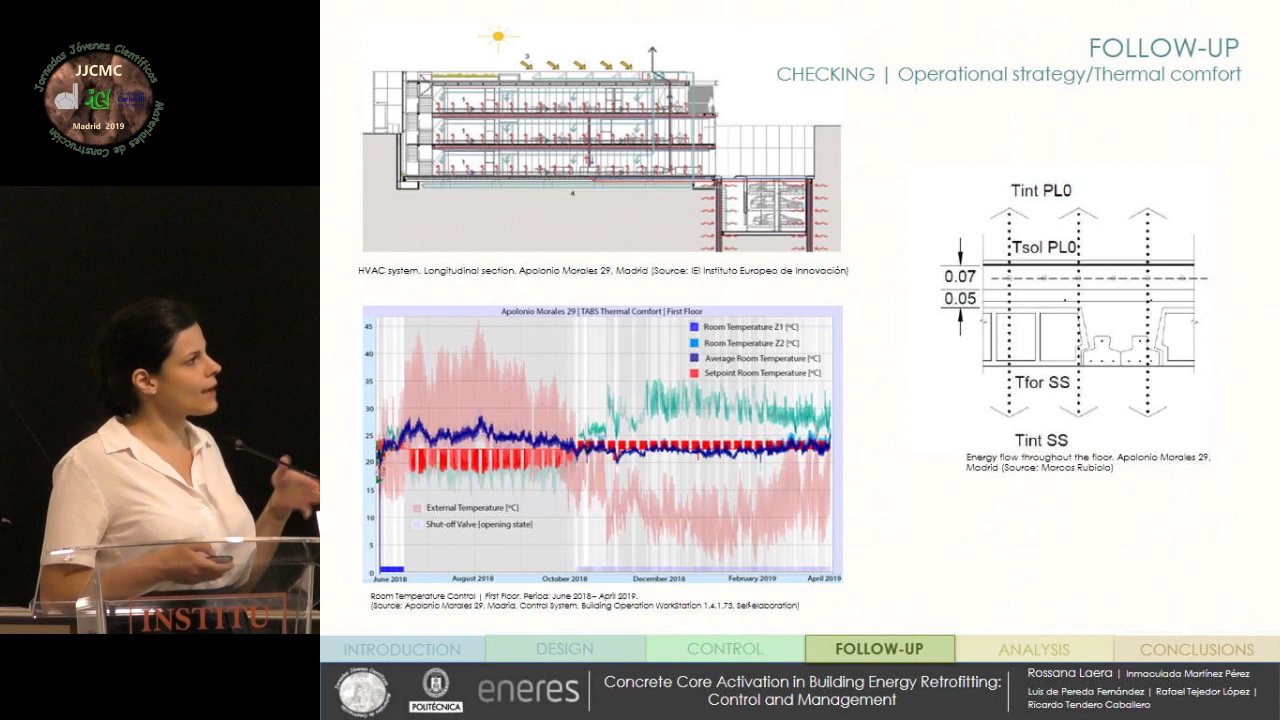 Jornadas Jóvenes Científicos
JJCMC
Madrid 2019
Materiales de Construcción
INSTITU
FOLLOW-UP
CHECKING | Operational strategy/Thermal comfort
3
4
HVAC system. Longitudinal section. Apolonio Morales 29, Madrid (Source: IEI Instituto Europeo de Innovación)
Tint PL0
Tsol PL0
0.07
0.05
Tfor SS
Tint SS
Energy flow throughout the floor. Apolonio Morales 29,
Madrid (Source: Marcos Rubiolo)
Apolonio Morales 29 | TABS Thermal Comfort | First Floor
Room Temperature Z1 [ºC]
Room Temperature Z2 [ºC]
Average Room Temperature [ºC]
Setpoint Room Temperature [ºC]
45
40
35
30
25
20
15
10
5
0
External Temperature [ºC]
Shut-off Valve [opening state]
June 2018
August 2018
October 2018
December 2018
February 2019
April 2019
Room Temperature Control | First Floor. Period: June 2018– April 2019.
(Source: Apolonio Morales 29, Madrid, Control System, Building Operation WorkStation 1.4.1.73. Self-elaboration)
INTRODUCTION
DESIGN
CONTROL
FOLLOW-UP
ANALYSIS
CONCLUSIONS
JJCMC
POLITÉCNICA
eneres
Concrete Core Activation in Building Energy Retrofitting:
Control and Management
Rossana Laera | Inmaculada Martínez Pérez
Luis de Pereda Fernández | Rafael Tejedor López |
Ricardo Tendero Caballero